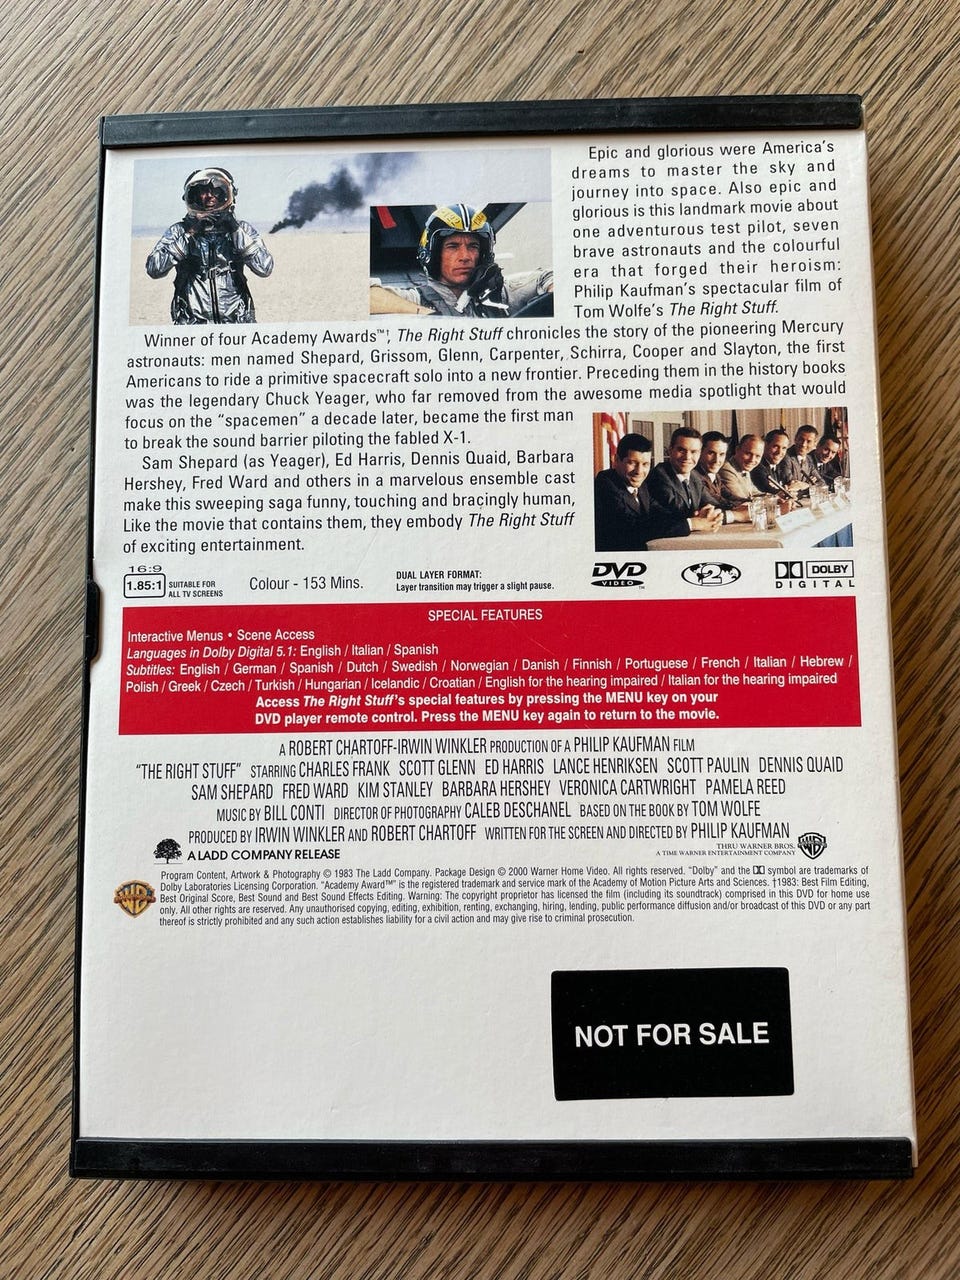 Epic and glorious were America's
dreams to master the sky and
journey into space. Also epic and
glorious is this landmark movie about
one adventurous test pilot, seven
brave astronauts and the colourful
era that forged their heroism:
Philip Kaufman's spectacular film of
Tom Wolfe's The Right Stuff.
Winner of four Academy Awards™†, The Right Stuff chronicles the story of the pioneering Mercury
astronauts: men named Shepard, Grissom, Glenn, Carpenter, Schirra, Cooper and Slayton, the first
Americans to ride a primitive spacecraft solo into a new frontier. Preceding them in the history books
was the legendary Chuck Yeager, who far removed from the awesome media spotlight that would
focus on the "spacemen" a decade later, became the first man
to break the sound barrier piloting the fabled X-1.
Sam Shepard (as Yeager), Ed Harris, Dennis Quaid, Barbara
Hershey, Fred Ward and others in a marvelous ensemble cast
make this sweeping saga funny, touching and bracingly human,
Like the movie that contains them, they embody The Right Stuff
of exciting entertainment.
16:9
1.85:1 SUITABLE FOR
ALL TV SCREENS
Colour - 153 Mins.
DUAL LAYER FORMAT:
Layer transition may trigger a slight pause.
DVD
VIDEO™
2
DOLBY
DIGITAL
SPECIAL FEATURES
Interactive Menus • Scene Access
Languages in Dolby Digital 5.1: English / Italian / Spanish
Subtitles: English / German / Spanish / Dutch / Swedish / Norwegian / Danish / Finnish / Portuguese / French / Italian / Hebrew /
Polish / Greek / Czech / Turkish / Hungarian / Icelandic / Croatian / English for the hearing impaired / Italian for the hearing impaired
Access The Right Stuff's special features by pressing the MENU key on your
DVD player remote control. Press the MENU key again to return to the movie.
A ROBERT CHARTOFF-IRWIN WINKLER PRODUCTION OF A PHILIP KAUFMAN FILM
"THE RIGHT STUFF" STARRING CHARLES FRANK SCOTT GLENN ED HARRIS LANCE HENRIKSEN SCOTT PAULIN DENNIS QUAID
SAM SHEPARD FRED WARD KIM STANLEY BARBARA HERSHEY VERONICA CARTWRIGHT PAMELA REED
MUSIC BY BILL CONTI DIRECTOR OF PHOTOGRAPHY CALEB DESCHANEL BASED ON THE BOOK BY TOM WOLFE
PRODUCED BY IRWIN WINKLER AND ROBERT CHARTOFF WRITTEN FOR THE SCREEN AND DIRECTED BY PHILIP KAUFMAN
A LADD COMPANY RELEASE
THRU WARNER BROS.
A TIME WARNER ENTERTAINMENT COMPANY
WB
WB
Program Content, Artwork & Photography © 1983 The Ladd Company. Package Design © 2000 Warner Home Video. All rights reserved. "Dolby" and the symbol are trademarks of
Dolby Laboratories Licensing Corporation. "Academy Award™" is the registered trademark and service mark of the Academy of Motion Picture Arts and Sciences. †1983: Best Film Editing,
Best Original Score, Best Sound and Best Sound Effects Editing. Warning: The copyright proprietor has licensed the film (including its soundtrack) comprised in this DVD for home use
only. All other rights are reserved. Any unauthorised copying, editing, exhibition, renting, exchanging, hiring, lending, public performance diffusion and/or broadcast of this DVD or any part
thereof is strictly prohibited and any such action establishes liability for a civil action and may give rise to criminal prosecution.
NOT FOR SALE